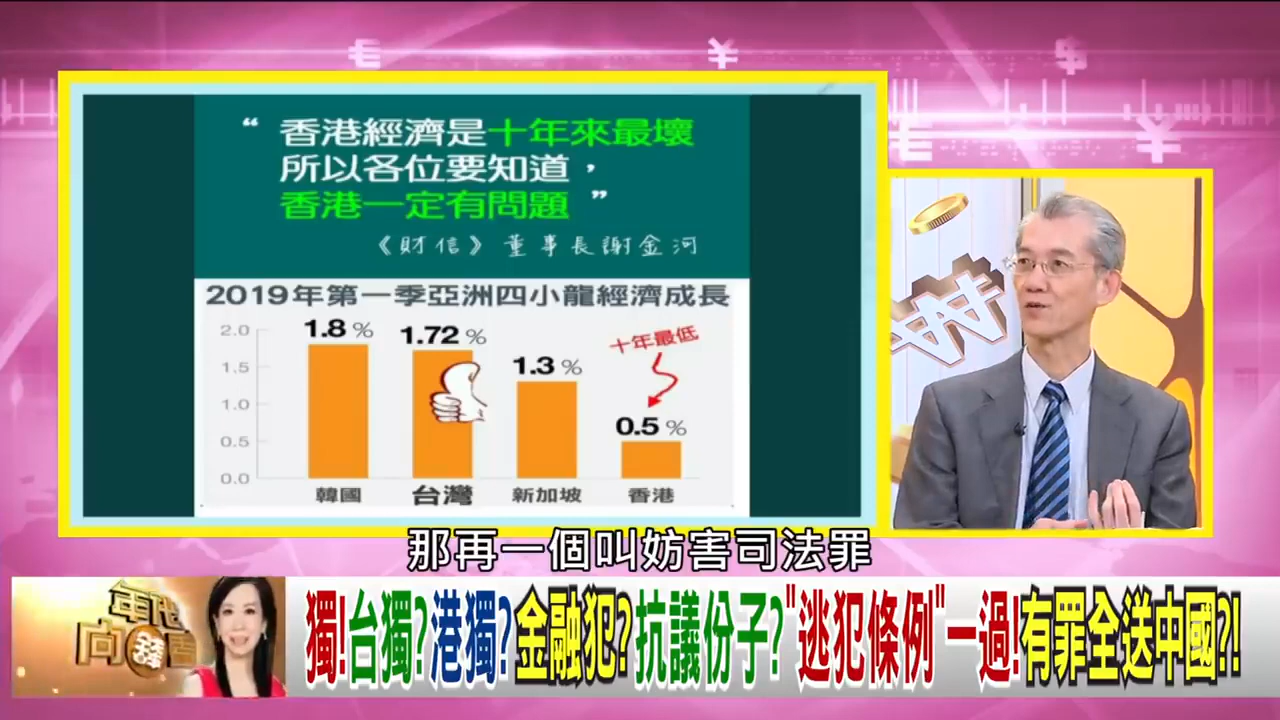 “ 香港經濟是十年來最壞
所以各位要知道，
香港一定有問題 ”
《財信》董事長謝金河
2019年第一季亞洲四小龍經濟成長
2.0
1.5
1.0
0.5
0.0
1.8 %
1.72 %
1.3 %
0.5 %
十年最低
韓國
台灣
新加坡
香港
那再一個叫妨害司法罪
年代
向錢看
獨!台獨?港獨?金融犯?抗議份子?"逃犯條例"一過!有罪全送中國?!